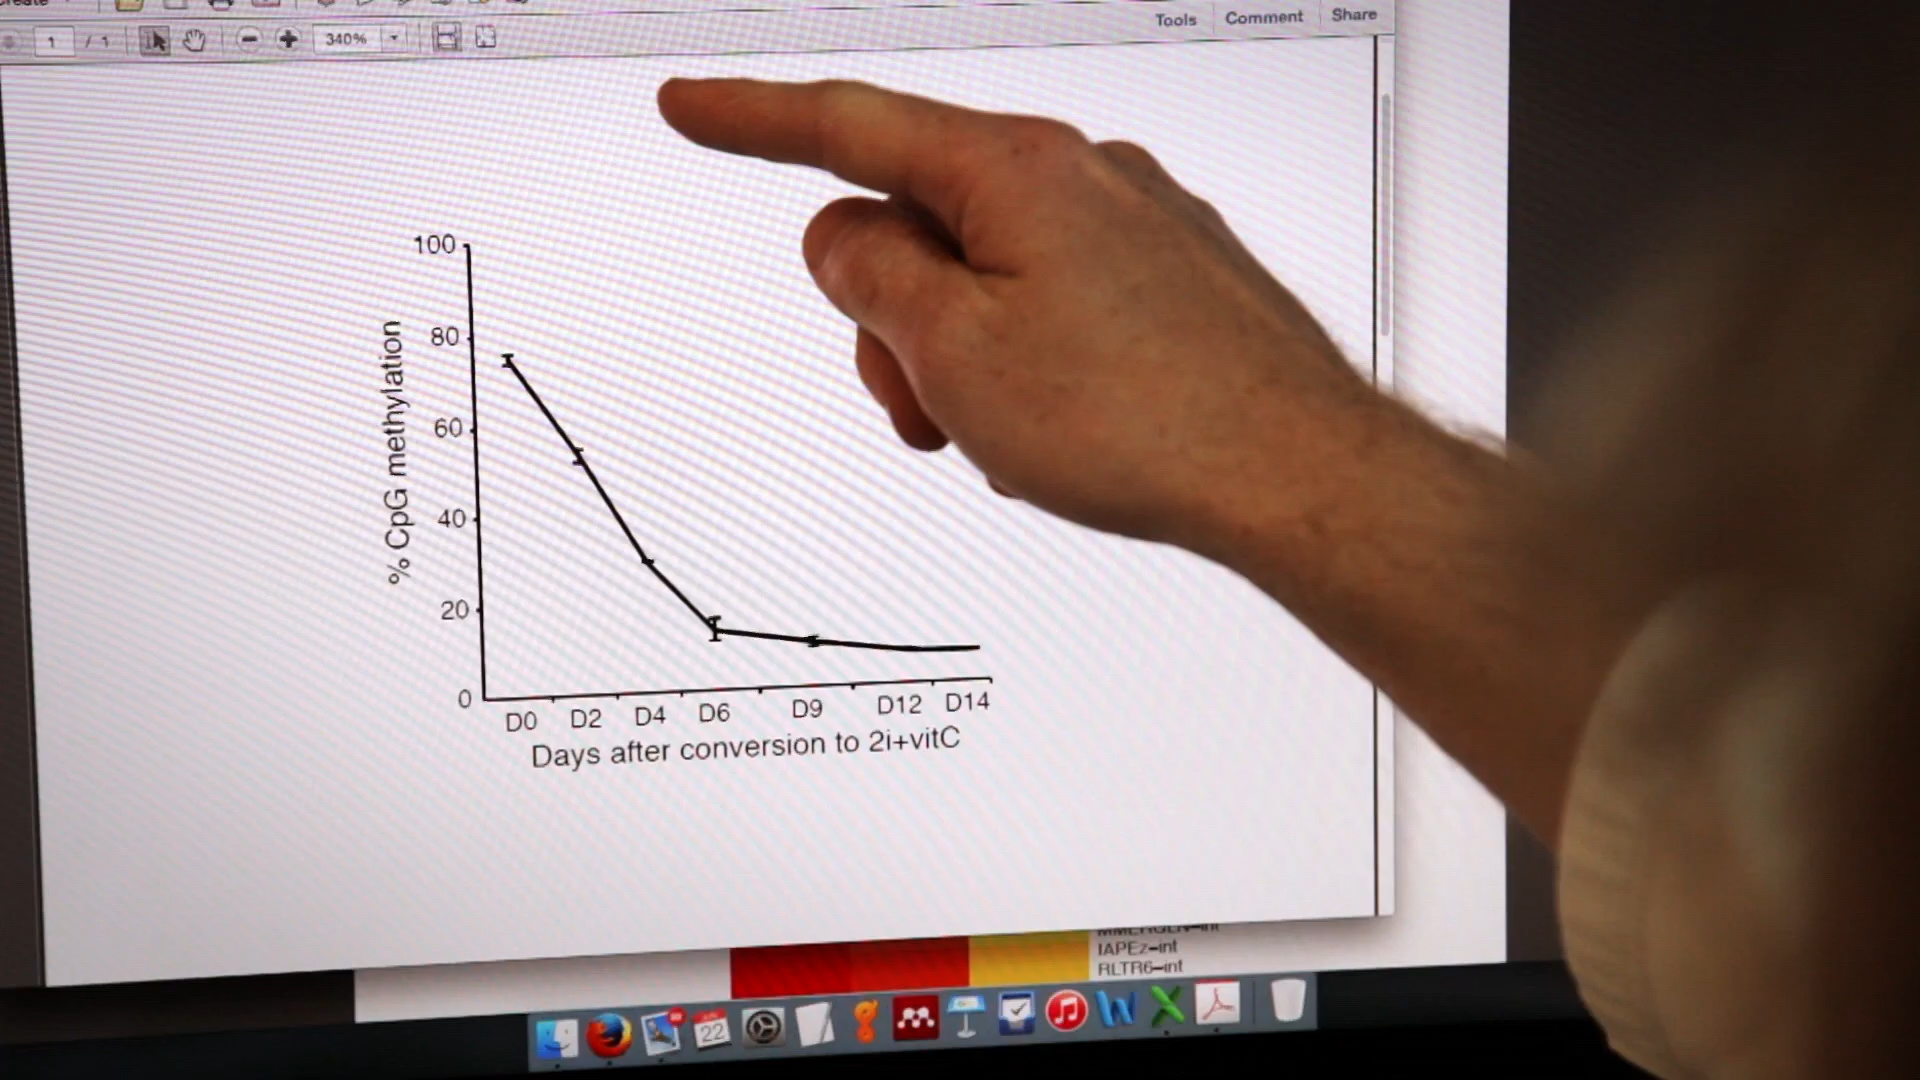 Tools Comment Share
1 / 1 340%
100
80
60
40
20
0
% CpG methylation
D0 D2 D4 D6 D9 D12 D14
Days after conversion to 2i+vitC
IAPEz-int
RLTR6-int
22